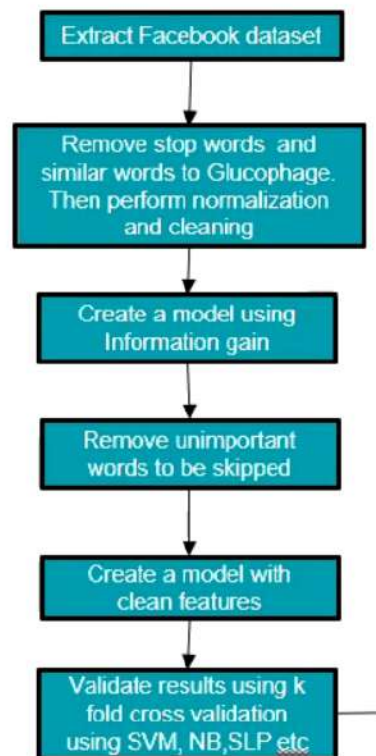 Extract Facebook dataset
Remove stop words and
similar words to Glucophage.
Then perform normalization
and cleaning
Create a model using
Information gain
Remove unimportant
words to be skipped
Create a model with
clean features
Validate results using k
fold cross validation
using SVM, NB,SLP etc